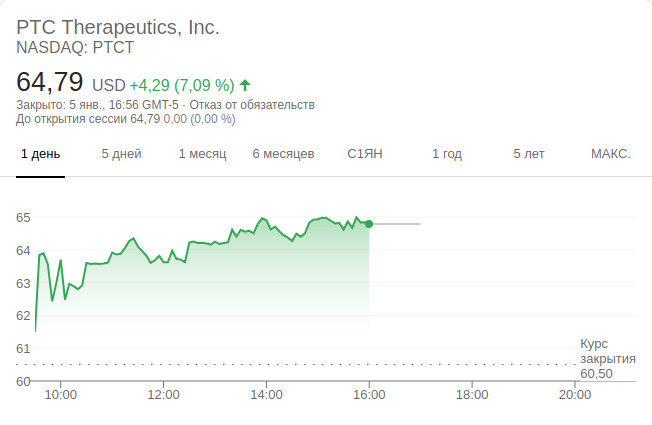 PTC Therapeutics, Inc.
NASDAQ: PTCT
64,79 USD +4,29 (7,09 %)
Закрыто: 5 янв., 16:56 GMT-5 · Отказ от обязательств
До открытия сессии 64,79 0,00 (0,00 %)
1 день 5 дней 1 месяц 6 месяцев С1ЯН 1 год 5 лет МАКС.
65
64
63
62
61
Курс
закрытия
60,50
60
10:00 12:00 14:00 16:00 18:00 20:00